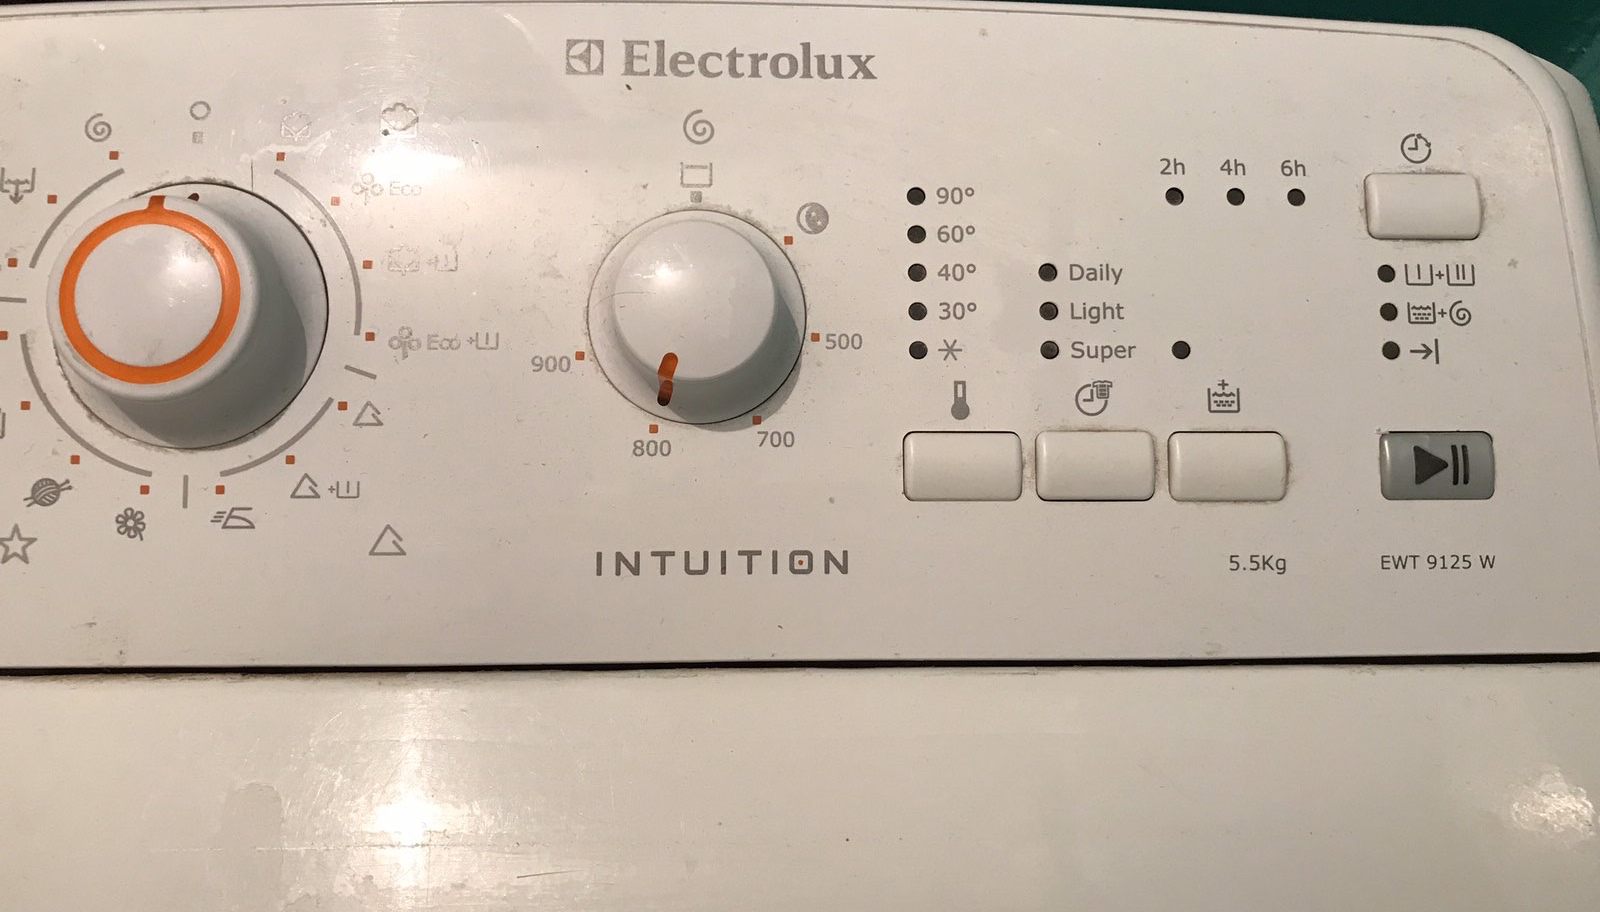 Electrolux
Eco
Eco
900
800
700
500
90°
60°
40°
30°
Daily
Light
Super
2h 4h 6h
INTUITION
5.5Kg
EWT 9125 W